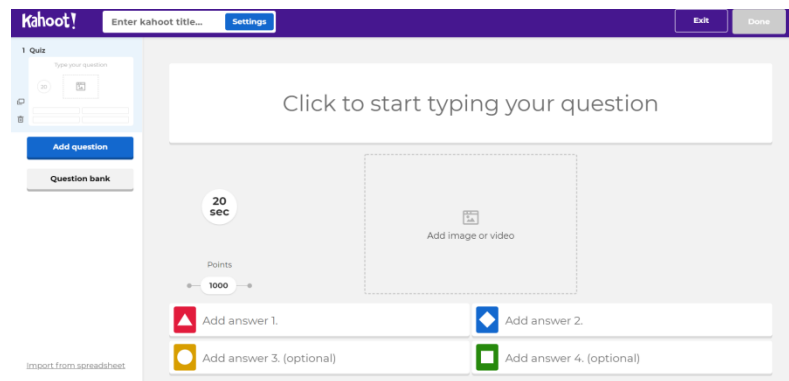 Kahoot!
Enter kahoot title...
Settings
Exit
Done
1 Quiz
Type your question
20
Add question
Question bank
Import from spreadsheet
Click to start typing your question
20
sec
Add image or video
Points
1000
Add answer 1.
Add answer 2.
Add answer 3. (optional)
Add answer 4. (optional)